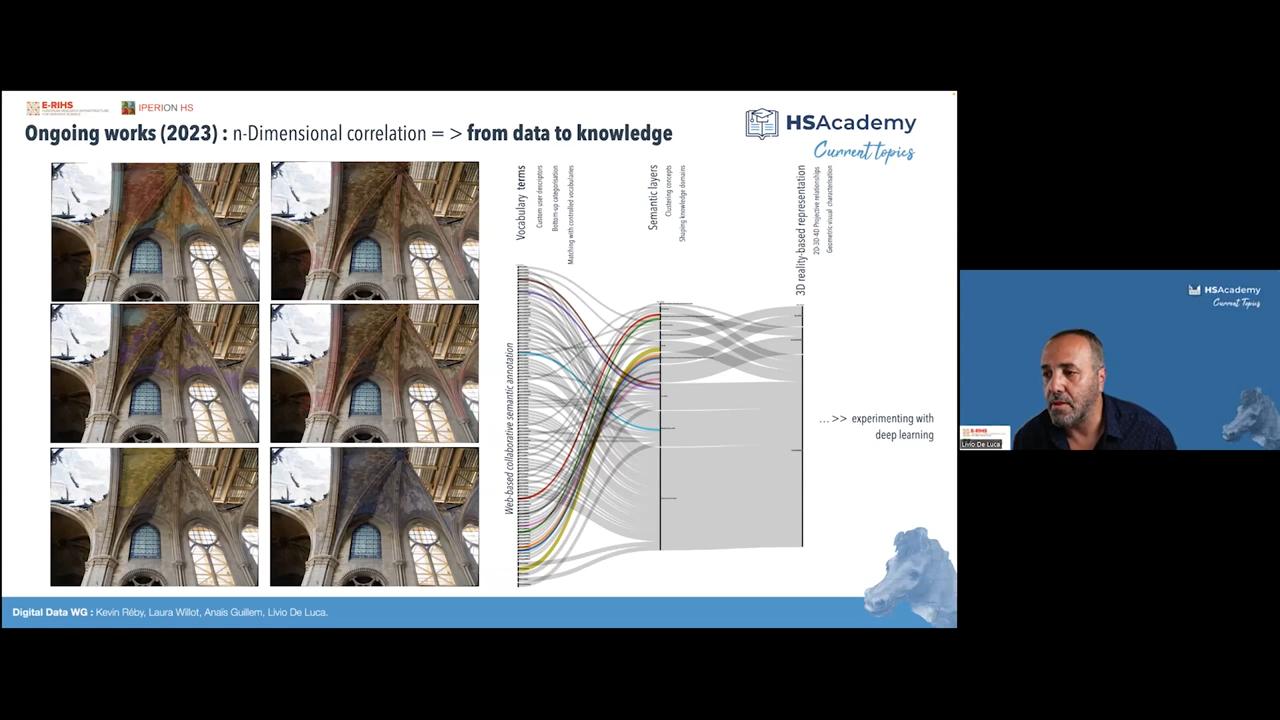 E-RIHS
IPERION HS
Ongoing works (2023) : n-Dimensional correlation = > from data to knowledge
HSAcademy
Current topics
Vocabulary terms
Custom user descriptors
Bottom-up categorisation
Matching with controlled vocabularies
Semantic layers
Clustering concepts
Shaping knowledge domains
3D reality-based representation
2D-3D-4D Projective relationships
Geometric-visual characterisation
Web-based collaborative semantic annotation
... >> experimenting with
deep learning
Digital Data WG : Kevin Réby, Laura Willot, Anaïs Guillem, Livio De Luca.
HSAcademy
Current Topics
E-RIHS
Livio De Luca